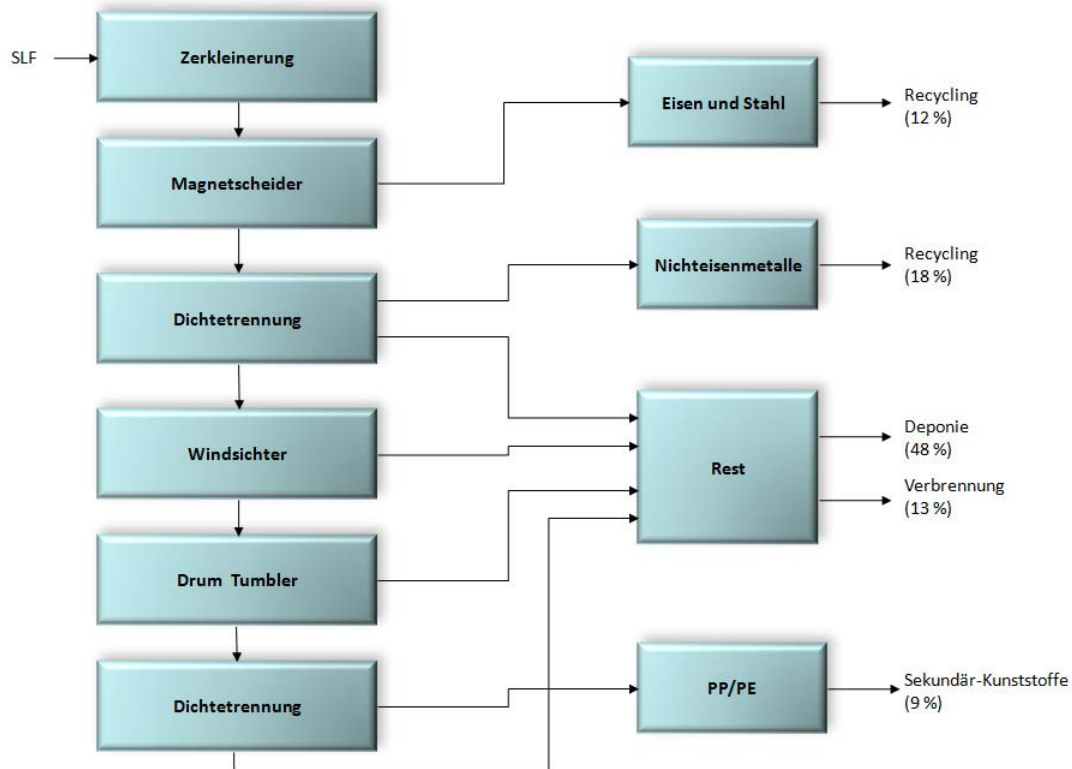 SLF
Zerkleinerung
Eisen und Stahl
Recycling
(12 %)
Magnetscheider
Nichteisenmetalle
Recycling
(18 %)
Dichtetrennung
Windsichter
Rest
Deponie
(48 %)
Verbrennung
(13 %)
Drum Tumbler
Dichtetrennung
PP/PE
Sekundär-Kunststoffe
(9 %)